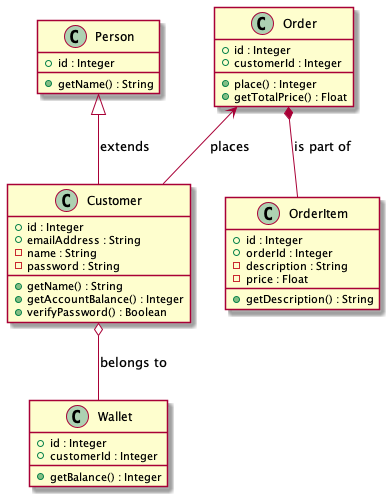 C Person
id : Integer
getName() : String
C Order
id : Integer
customerId : Integer
place() : Integer
getTotalPrice() : Float
extends
places
is part of
C Customer
id : Integer
emailAddress : String
name : String
password : String
getName() : String
getAccountBalance() : Integer
verifyPassword() : Boolean
C OrderItem
id : Integer
orderId : Integer
description : String
price : Float
getDescription() : String
belongs to
C Wallet
id : Integer
customerId : Integer
getBalance() : Integer